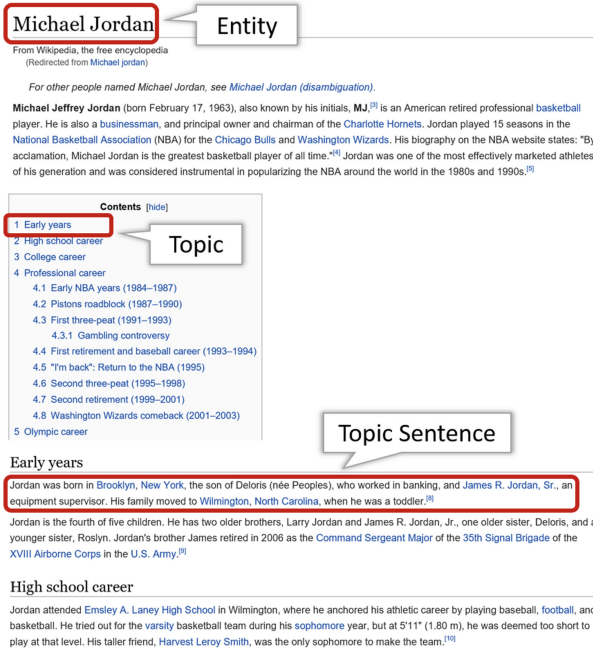 Michael Jordan
Entity
From Wikipedia, the free encyclopedia
(Redirected from Michael jordan)
For other people named Michael Jordan, see Michael Jordan (disambiguation).
Michael Jeffrey Jordan (born February 17, 1963), also known by his initials, MJ,[3] is an American retired professional basketball
player. He is also a businessman, and principal owner and chairman of the Charlotte Hornets. Jordan played 15 seasons in the
National Basketball Association (NBA) for the Chicago Bulls and Washington Wizards. His biography on the NBA website states: "By
acclamation, Michael Jordan is the greatest basketball player of all time."[4] Jordan was one of the most effectively marketed athletes
of his generation and was considered instrumental in popularizing the NBA around the world in the 1980s and 1990s.[5]
Contents [hide]
1 Early years
Topic
2 High school career
3 College career
4 Professional career
4.1 Early NBA years (1984–1987)
4.2 Pistons roadblock (1987–1990)
4.3 First three-peat (1991–1993)
4.3.1 Gambling controversy
4.4 First retirement and baseball career (1993–1994)
4.5 "I'm back": Return to the NBA (1995)
4.6 Second three-peat (1995–1998)
4.7 Second retirement (1999–2001)
4.8 Washington Wizards comeback (2001–2003)
5 Olympic career
Topic Sentence
Early years
Jordan was born in Brooklyn, New York, the son of Deloris (née Peoples), who worked in banking, and James R. Jordan, Sr., an
equipment supervisor. His family moved to Wilmington, North Carolina, when he was a toddler.[8]
Jordan is the fourth of five children. He has two older brothers, Larry Jordan and James R. Jordan, Jr., one older sister, Deloris, and a
younger sister, Roslyn. Jordan's brother James retired in 2006 as the Command Sergeant Major of the 35th Signal Brigade of the
XVIII Airborne Corps in the U.S. Army.[9]
High school career
Jordan attended Emsley A. Laney High School in Wilmington, where he anchored his athletic career by playing baseball, football, and
basketball. He tried out for the varsity basketball team during his sophomore year, but at 5'11" (1.80 m), he was deemed too short to
play at that level. His taller friend, Harvest Leroy Smith, was the only sophomore to make the team.[10]